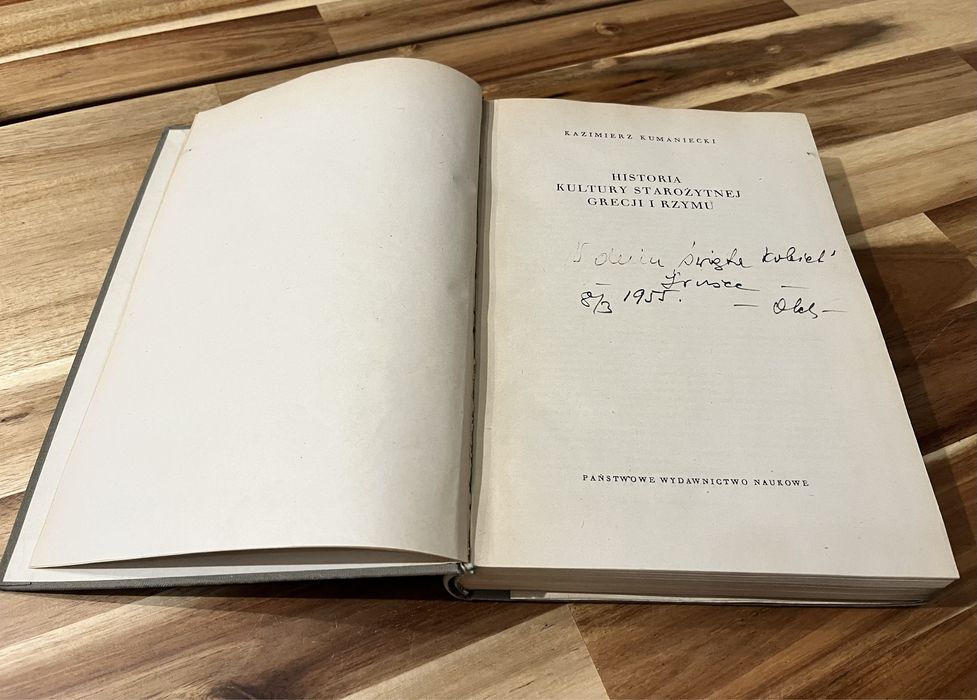 KAZIMIERZ KUMANIECKI
HISTORIA
KULTURY STAROŻYTNEJ
GRECJI I RZYMU
W dniu święta kobiet
–  –
8/3 1955. –  –
PAŃSTWOWE WYDAWNICTWO NAUKOWE